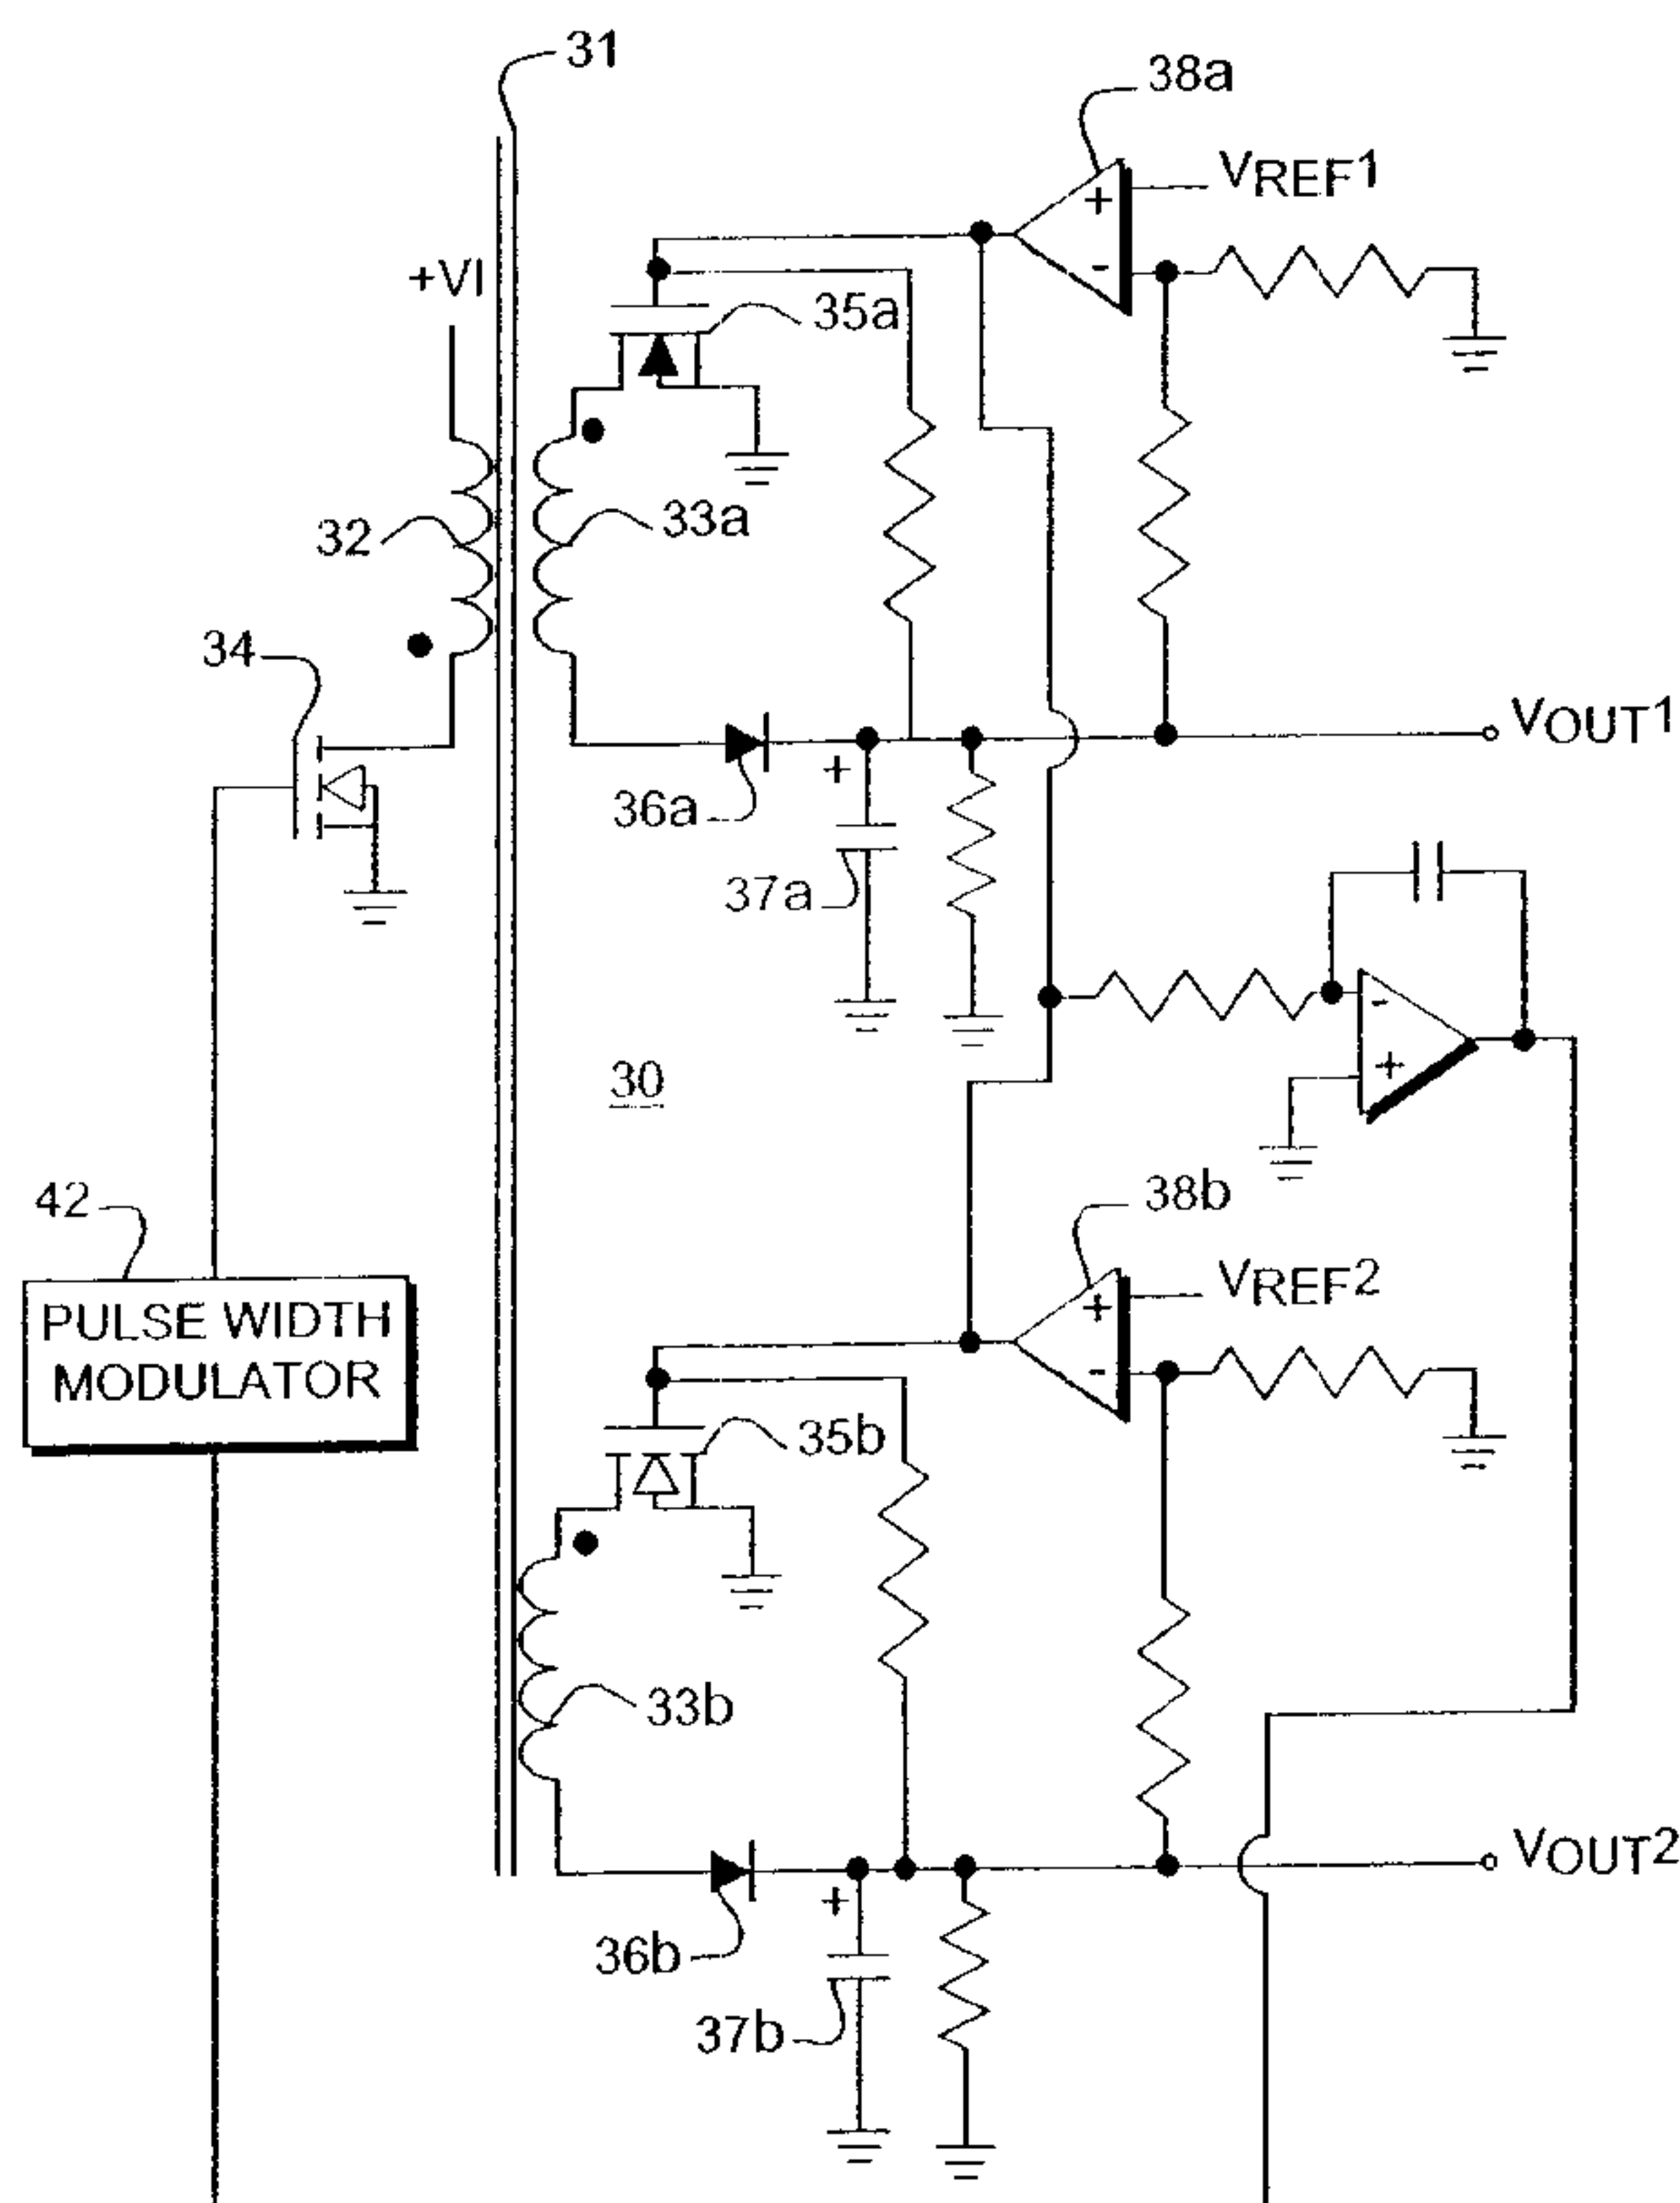 31
38a
VREF1
+
-
+VI
35a
32
33a
34
VOUT1
+
36a
37a
-
+
30
42
38b
VREF2
+
-
PULSE WIDTH
MODULATOR
35b
33b
VOUT2
+
36b
37b